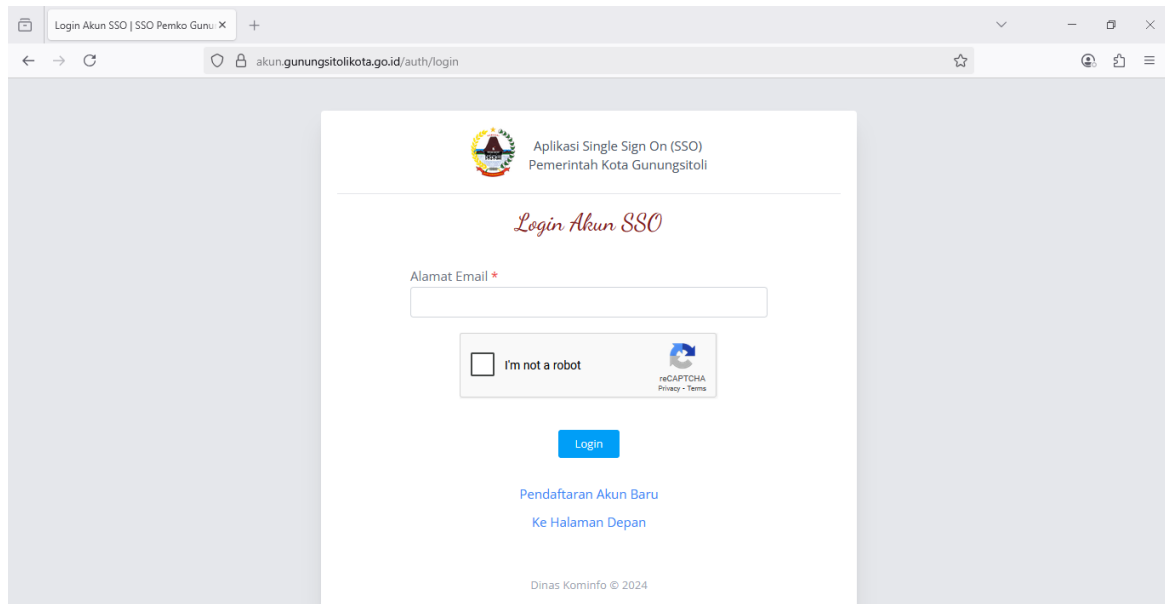 Login Akun SSO | SSO Pemko Gunu
akun.gunungsitolikota.go.id/auth/login
Aplikasi Single Sign On (SSO)
Pemerintah Kota Gunungsitoli
Login Akun SSO
Alamat Email *
I'm not a robot
reCAPTCHA
Privacy - Terms
Login
Pendaftaran Akun Baru
Ke Halaman Depan
Dinas Kominfo © 2024